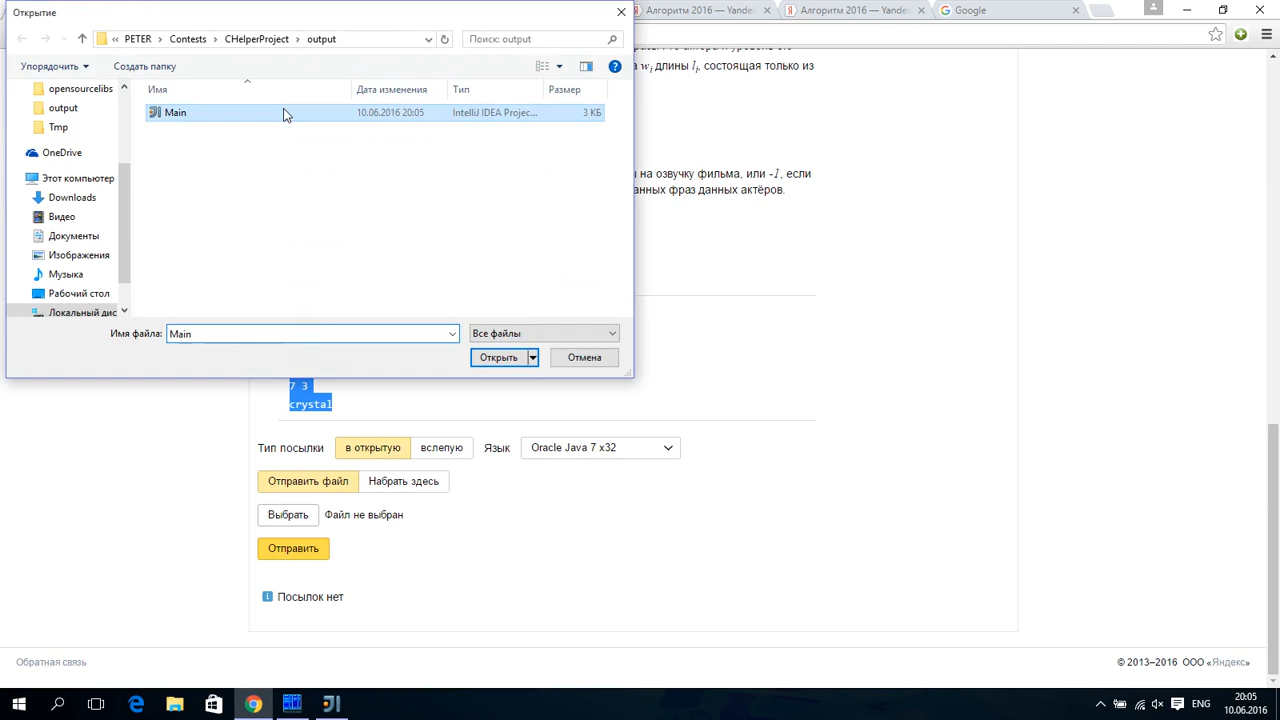 Открытие
Алгоритм 2016 — Yande
Алгоритм 2016 — Yandex
Google
« PETER › Contests › CHelperProject › output
Поиск: output
Упорядочить
Создать папку
opensourcelibs
output
Tmp
OneDrive
Этот компьютер
Downloads
Видео
Документы
Изображения
Музыка
Рабочий стол
Локальный дис
Имя
Дата изменения
Тип
Размер
Main
10.06.2016 20:05
IntelliJ IDEA Projec...
3 КБ
Имя файла:
Main
Все файлы
Открыть
Отмена
а wᵢ длины lᵢ, состоящая только из
ы на озвучку фильма, или -1, если
анных фраз данных актёров.
7 3
crystal
Тип посылки
в открытую
вслепую
Язык
Oracle Java 7 x32
Отправить файл
Набрать здесь
Выбрать
Файл не выбран
Отправить
Посылок нет
Обратная связь
© 2013–2016 ООО «Яндекс»
ENG
20:05
10.06.2016